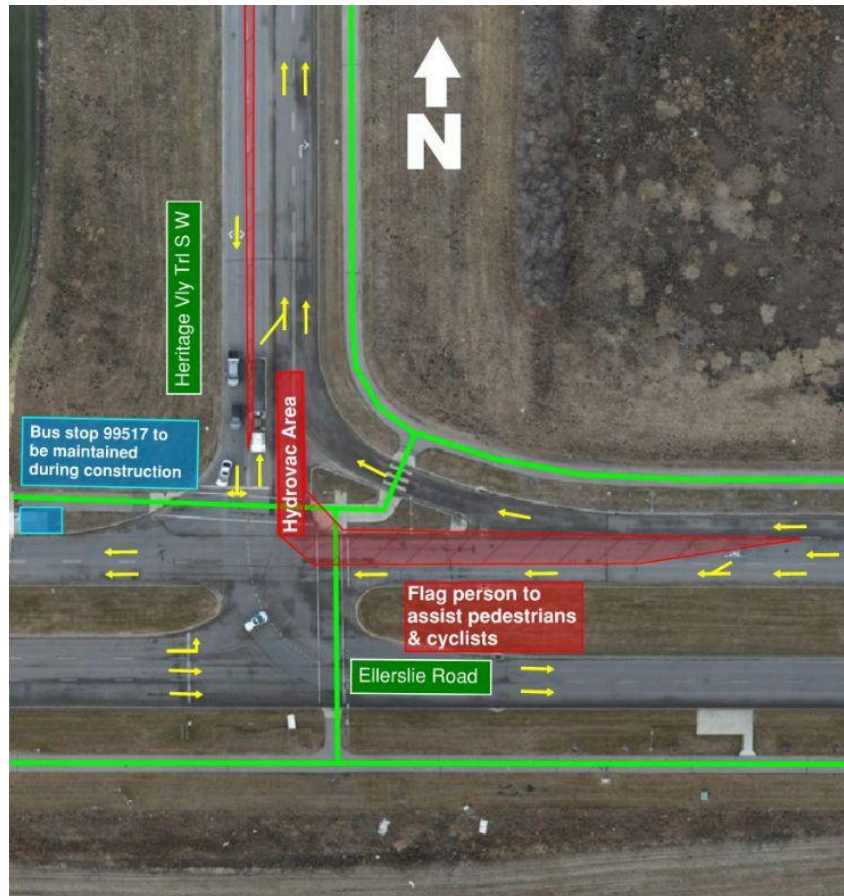 N
Heritage Vly Trl S W
Bus stop 99517 to
be maintained
during construction
Hydrovac Area
Flag person to
assist pedestrians
& cyclists
Ellerslie Road